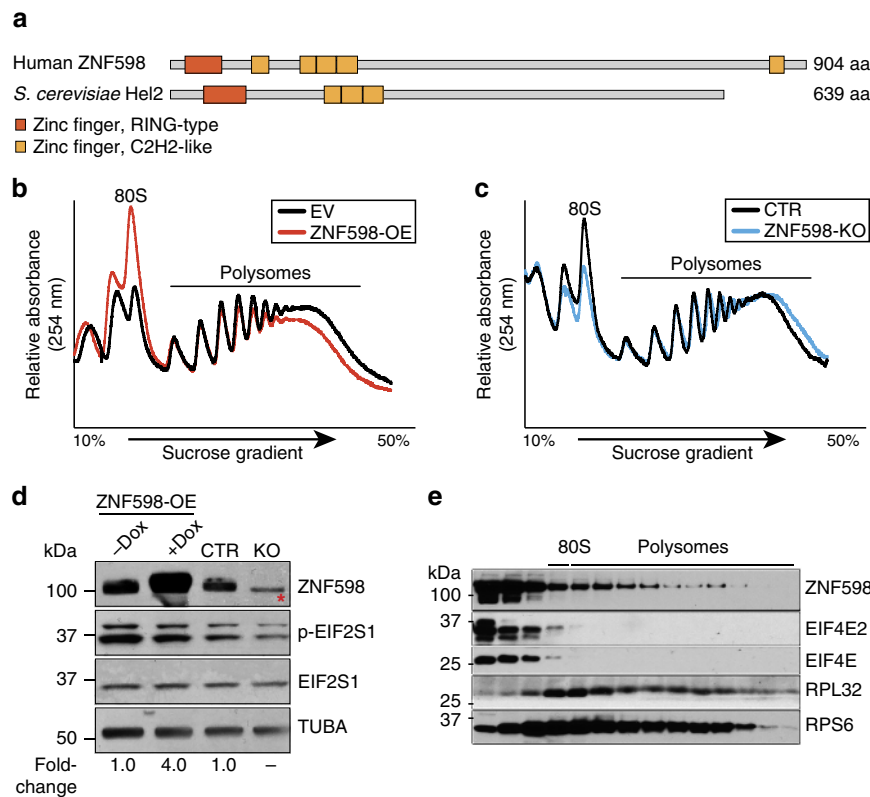 a
Human ZNF598 904 aa
S. cerevisiae Hel2 639 aa
Zinc finger, RING-type
Zinc finger, C2H2-like
b
80S
EV
ZNF598-OE
Polysomes
Relative absorbance
(254 nm)
10% 50%
Sucrose gradient
c
80S
CTR
ZNF598-KO
Polysomes
Relative absorbance
(254 nm)
10% 50%
Sucrose gradient
d
ZNF598-OE
kDa –Dox +Dox CTR KO
100 ZNF598
*
37 p-EIF2S1
37 EIF2S1
50 TUBA
Fold-
change 1.0 4.0 1.0 –
e
80S Polysomes
kDa
100 ZNF598
37 EIF4E2
25 EIF4E
25 RPL32
37 RPS6